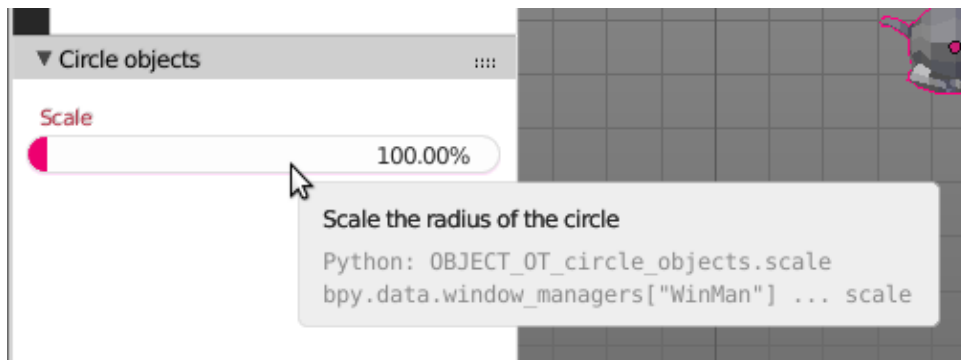 Circle objects
Scale
100.00%
Scale the radius of the circle
Python: OBJECT_OT_circle_objects.scale
bpy.data.window_managers["WinMan"] ... scale